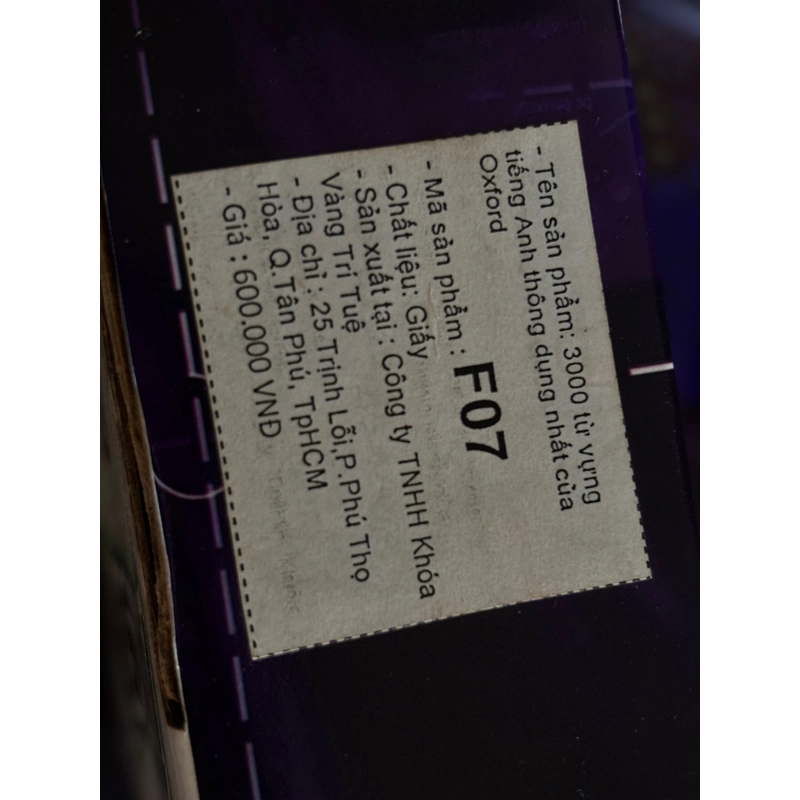 - Tên sản phẩm: 3000 từ vựng
tiếng Anh thông dụng nhất của
Oxford
- Mã sản phẩm : F07
- Chất liệu: Giấy
- Sản xuất tại : Công ty TNHH Khóa
Vàng Trí Tuệ
- Địa chỉ : 25 Trịnh Lỗi,P.Phú Thọ
Hòa, Q.Tân Phú, TpHCM
- Giá : 600.000 VNĐ